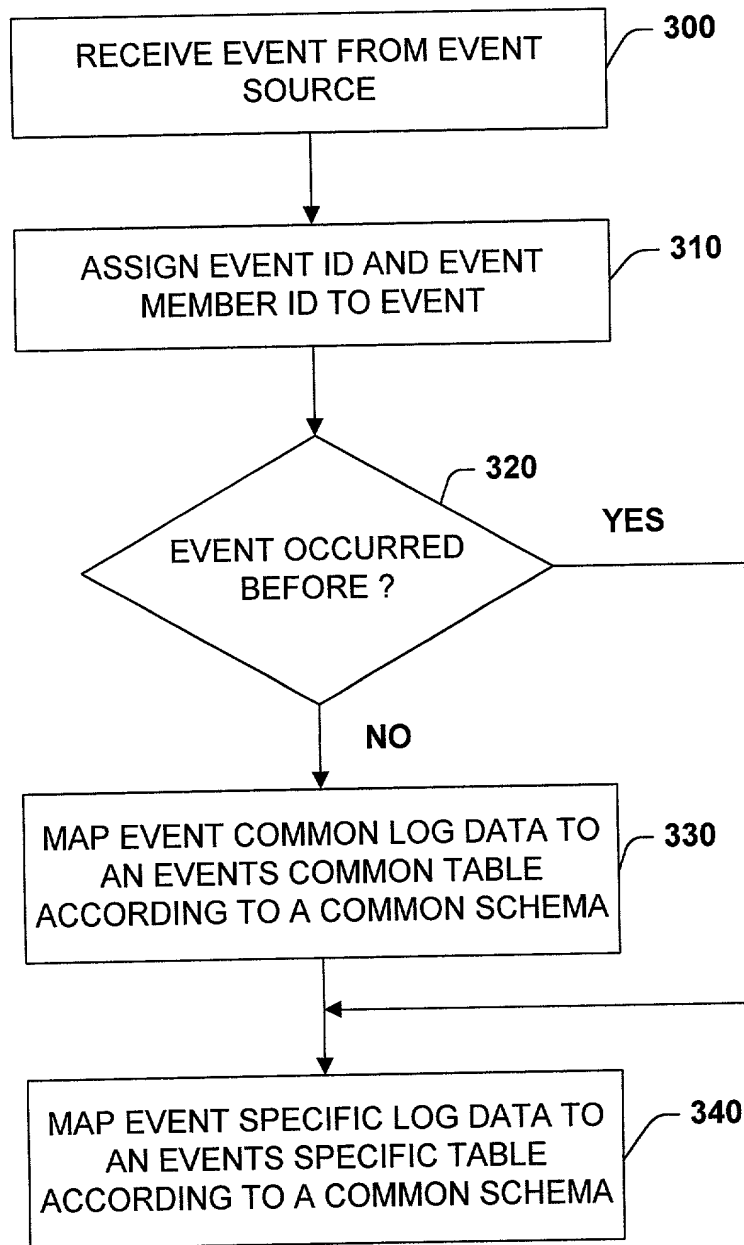 RECEIVE EVENT FROM EVENT
SOURCE
300
ASSIGN EVENT ID AND EVENT
MEMBER ID TO EVENT
310
320
EVENT OCCURRED
BEFORE ?
YES
NO
MAP EVENT COMMON LOG DATA TO
AN EVENTS COMMON TABLE
ACCORDING TO A COMMON SCHEMA
330
MAP EVENT SPECIFIC LOG DATA TO
AN EVENTS SPECIFIC TABLE
ACCORDING TO A COMMON SCHEMA
340